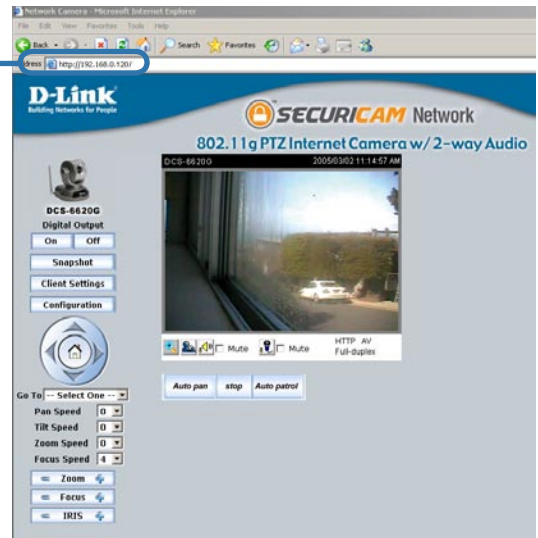 Network Camera - Microsoft Internet Explorer
File Edit View Favorites Tools Help
Back Search Favorites
dress http://192.168.0.120/
D-Link
Building Networks for People
SECURICAM Network
802.11g PTZ Internet Camera w/ 2-way Audio
DCS-6620G 2005/03/02 11:14:57 AM
DCS-6620G
Digital Output
On Off
Snapshot
Client Settings
Configuration
Mute Mute HTTP AV
Full-duplex
Auto pan stop Auto patrol
Go To -- Select One --
Pan Speed 0
Tilt Speed 0
Zoom Speed 0
Focus Speed 4
Zoom
Focus
IRIS